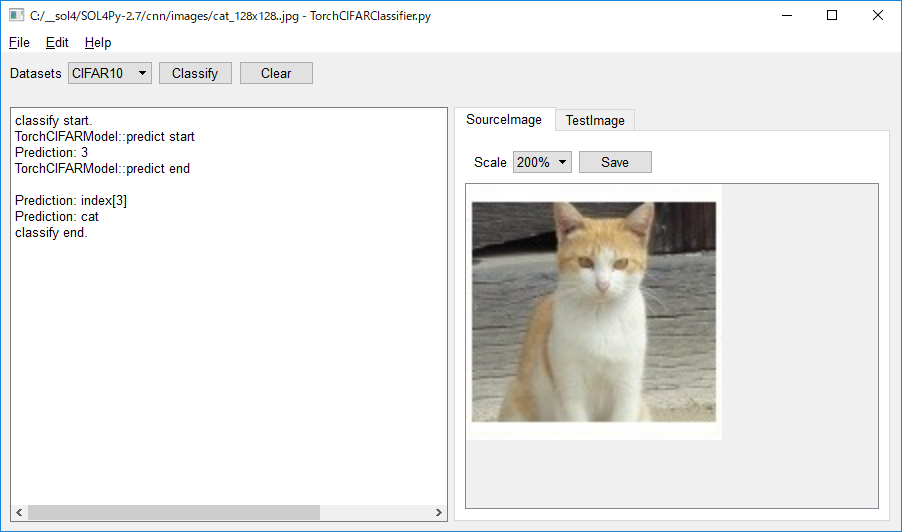 C:/__sol4/SOL4Py-2.7/cnn/images/cat_128x128..jpg - TorchCIFARClassifier.py
File Edit Help
Datasets CIFAR10 Classify Clear
classify start.
TorchCIFARModel::predict start
Prediction: 3
TorchCIFARModel::predict end
Prediction: index[3]
Prediction: cat
classify end.
SourceImage TestImage
Scale 200% Save